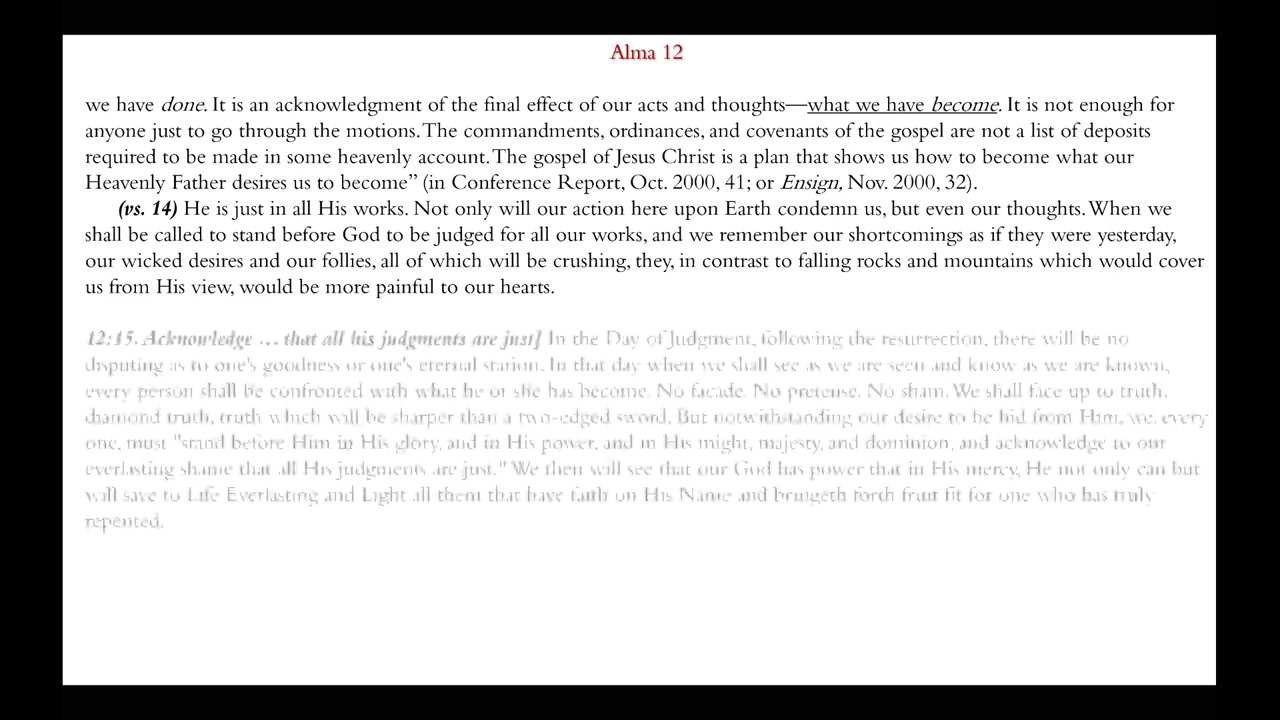 Alma 12
we have done. It is an acknowledgment of the final effect of our acts and thoughts—what we have become. It is not enough for
anyone just to go through the motions. The commandments, ordinances, and covenants of the gospel are not a list of deposits
required to be made in some heavenly account. The gospel of Jesus Christ is a plan that shows us how to become what our
Heavenly Father desires us to become” (in Conference Report, Oct. 2000, 41; or Ensign, Nov. 2000, 32).
(vs. 14) He is just in all His works. Not only will our action here upon Earth condemn us, but even our thoughts. When we
shall be called to stand before God to be judged for all our works, and we remember our shortcomings as if they were yesterday,
our wicked desires and our follies, all of which will be crushing, they, in contrast to falling rocks and mountains which would cover
us from His view, would be more painful to our hearts.
12:15. Acknowledge … that all his judgments are just] In the Day of Judgment, following the resurrection, there will be no
disputing as to one's goodness or one's eternal station. In that day when we shall see as we are seen and know as we are known,
every person shall be confronted with what he or she has become. No facade. No pretense. No sham. We shall face up to truth,
diamond truth, truth which will be sharper than a two-edged sword. But notwithstanding our desire to be hid from Him, we, every
one, must "stand before Him in His glory, and in His power, and in His might, majesty, and dominion, and acknowledge to our
everlasting shame that all His judgments are just." We then will see that our God has power that in His mercy, He not only can but
will save to Life Everlasting and Light all them that have faith on His Name and bringeth forth fruit fit for one who has truly
repented.